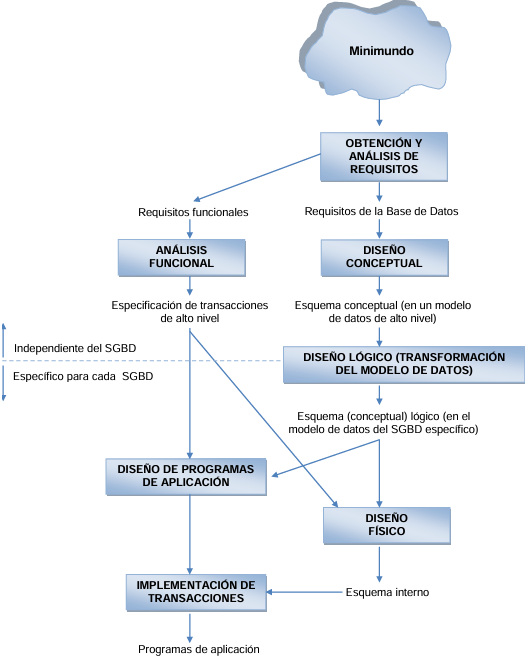 Minimundo
OBTENCIÓN Y
ANÁLISIS DE
REQUISITOS
Requisitos funcionales
Requisitos de la Base de Datos
ANÁLISIS
FUNCIONAL
DISEÑO
CONCEPTUAL
Especificación de transacciones
de alto nivel
Esquema conceptual (en un modelo
de datos de alto nivel)
Independiente del SGBD
Específico para cada SGBD
DISEÑO LÓGICO (TRANSFORMACIÓN
DEL MODELO DE DATOS)
Esquema (conceptual) lógico (en el
modelo de datos del SGBD específico)
DISEÑO DE PROGRAMAS
DE APLICACIÓN
DISEÑO
FÍSICO
IMPLEMENTACIÓN DE
TRANSACCIONES
Esquema interno
Programas de aplicación